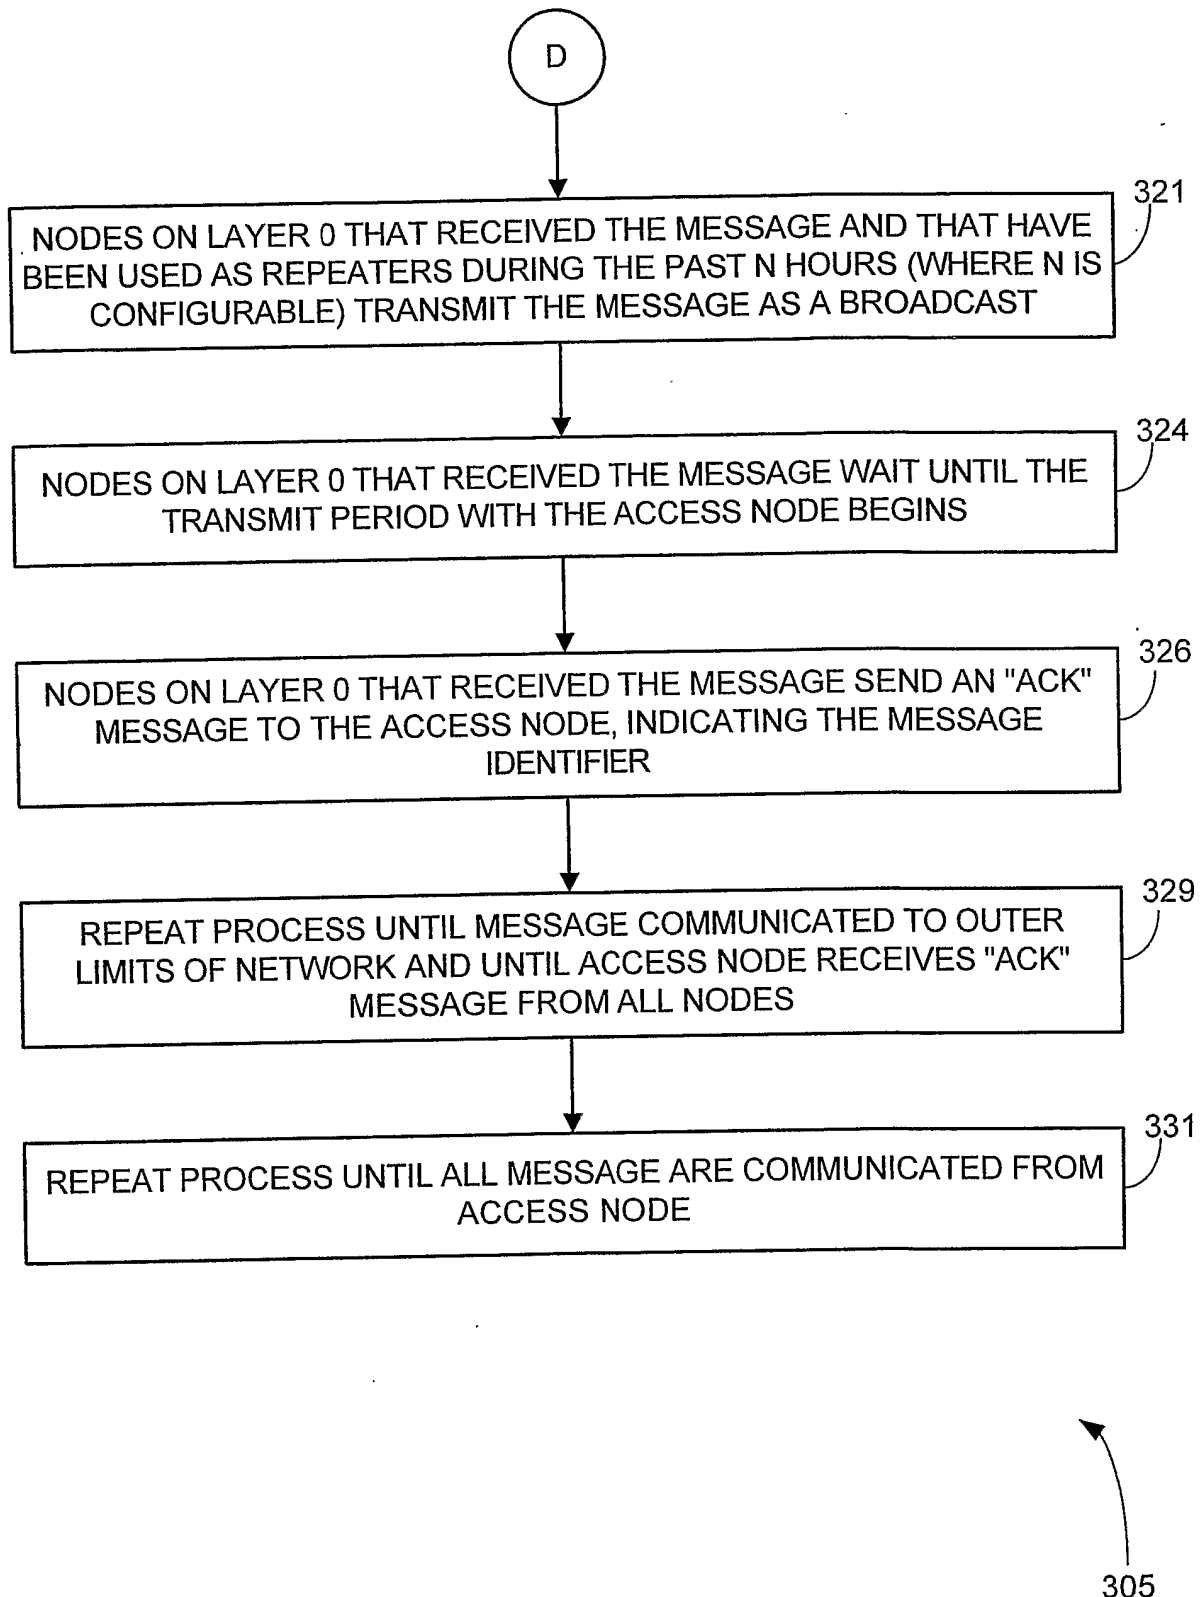 D
321
NODES ON LAYER 0 THAT RECEIVED THE MESSAGE AND THAT HAVE
BEEN USED AS REPEATERS DURING THE PAST N HOURS (WHERE N IS
CONFIGURABLE) TRANSMIT THE MESSAGE AS A BROADCAST
324
NODES ON LAYER 0 THAT RECEIVED THE MESSAGE WAIT UNTIL THE
TRANSMIT PERIOD WITH THE ACCESS NODE BEGINS
326
NODES ON LAYER 0 THAT RECEIVED THE MESSAGE SEND AN "ACK"
MESSAGE TO THE ACCESS NODE, INDICATING THE MESSAGE
IDENTIFIER
329
REPEAT PROCESS UNTIL MESSAGE COMMUNICATED TO OUTER
LIMITS OF NETWORK AND UNTIL ACCESS NODE RECEIVES "ACK"
MESSAGE FROM ALL NODES
331
REPEAT PROCESS UNTIL ALL MESSAGE ARE COMMUNICATED FROM
ACCESS NODE
305